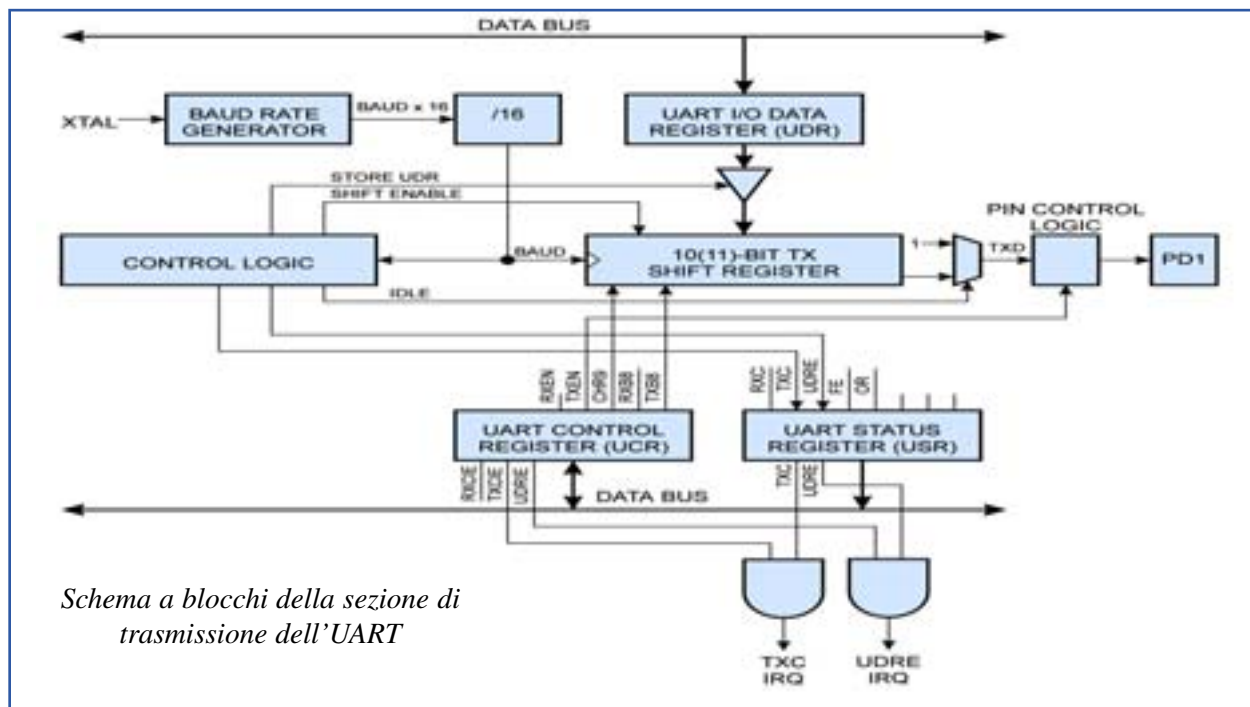 DATA BUS
XTAL
BAUD RATE
GENERATOR
BAUD x 16
/16
UART I/O DATA
REGISTER (UDR)
STORE UDR
SHIFT ENABLE
PIN CONTROL
LOGIC
CONTROL LOGIC
BAUD
10(11)-BIT TX
SHIFT REGISTER
1
TXD
PD1
IDLE
RXEN
TXEN
CHR9
RXB8
TXB8
RXC
TXC
UDRE
FE
OR
UART CONTROL
REGISTER (UCR)
UART STATUS
REGISTER (USR)
RXCIE
TXCIE
UDRIE
TXC
UDRE
DATA BUS
Schema a blocchi della sezione di
trasmissione dell'UART
TXC
IRQ
UDRE
IRQ